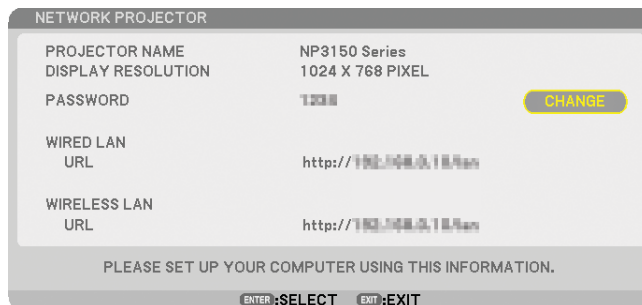 NETWORK PROJECTOR
PROJECTOR NAME NP3150 Series
DISPLAY RESOLUTION 1024 X 768 PIXEL
PASSWORD CHANGE
WIRED LAN
URL http://
WIRELESS LAN
URL http://
PLEASE SET UP YOUR COMPUTER USING THIS INFORMATION.
ENTER :SELECT EXIT :EXIT